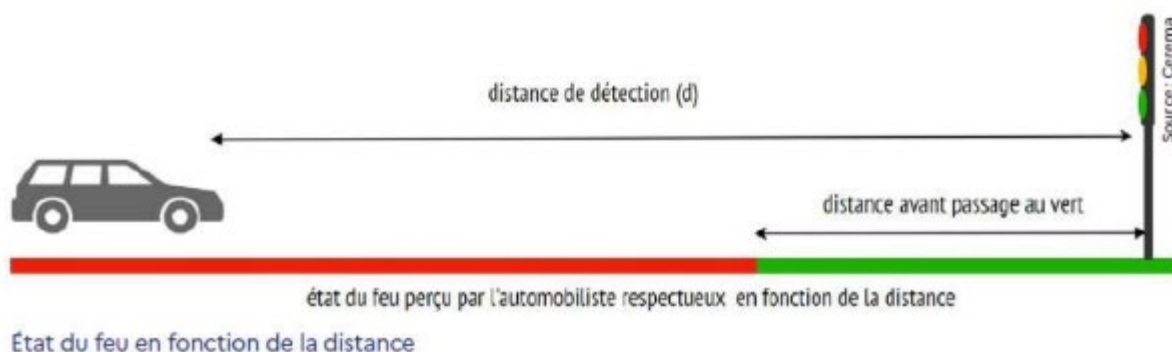 Source : Cerema
distance de détection (d)
distance avant passage au vert
état du feu perçu par l'automobiliste respectueux en fonction de la distance
État du feu en fonction de la distance